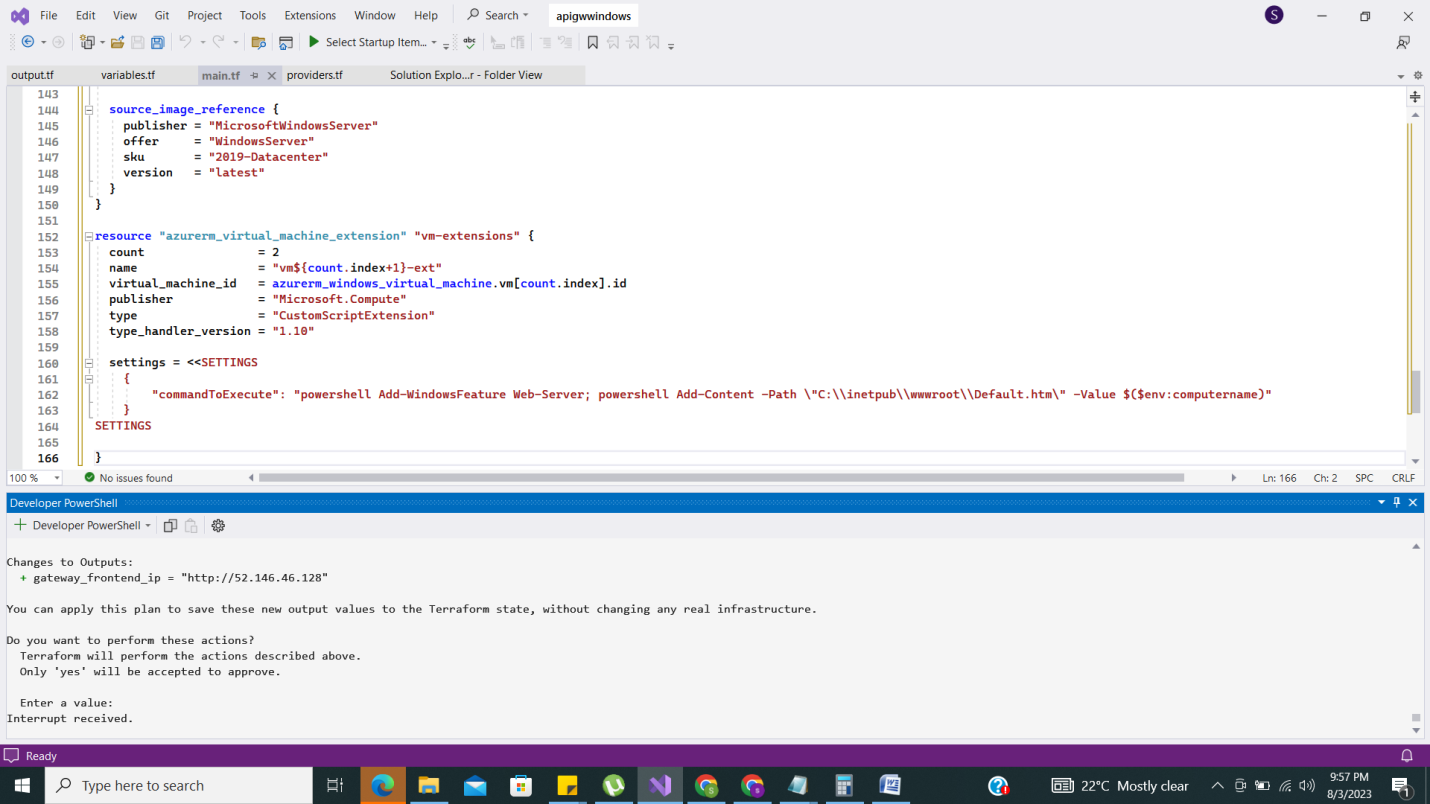 File Edit View Git Project Tools Extensions Window Help Search apigwwindows S
Select Startup Item...
output.tf variables.tf main.tf providers.tf Solution Explo...r - Folder View
143
144 source_image_reference {
145 publisher = "MicrosoftWindowsServer"
146 offer = "WindowsServer"
147 sku = "2019-Datacenter"
148 version = "latest"
149 }
150 }
151
152 resource "azurerm_virtual_machine_extension" "vm-extensions" {
153 count = 2
154 name = "vm${count.index+1}-ext"
155 virtual_machine_id = azurerm_windows_virtual_machine.vm[count.index].id
156 publisher = "Microsoft.Compute"
157 type = "CustomScriptExtension"
158 type_handler_version = "1.10"
159
160 settings = <<SETTINGS
161 {
162 "commandToExecute": "powershell Add-WindowsFeature Web-Server; powershell Add-Content -Path \"C:\\inetpub\\wwwroot\\Default.htm\" -Value $($env:computername)"
163 }
164 SETTINGS
165
166 }
100 % No issues found Ln: 166 Ch: 2 SPC CRLF
Developer PowerShell
Developer PowerShell
Changes to Outputs:
+ gateway_frontend_ip = "http://52.146.46.128"
You can apply this plan to save these new output values to the Terraform state, without changing any real infrastructure.
Do you want to perform these actions?
Terraform will perform the actions described above.
Only 'yes' will be accepted to approve.
Enter a value:
Interrupt received.
Ready
Type here to search 22°C Mostly clear 9:57 PM
8/3/2023 1